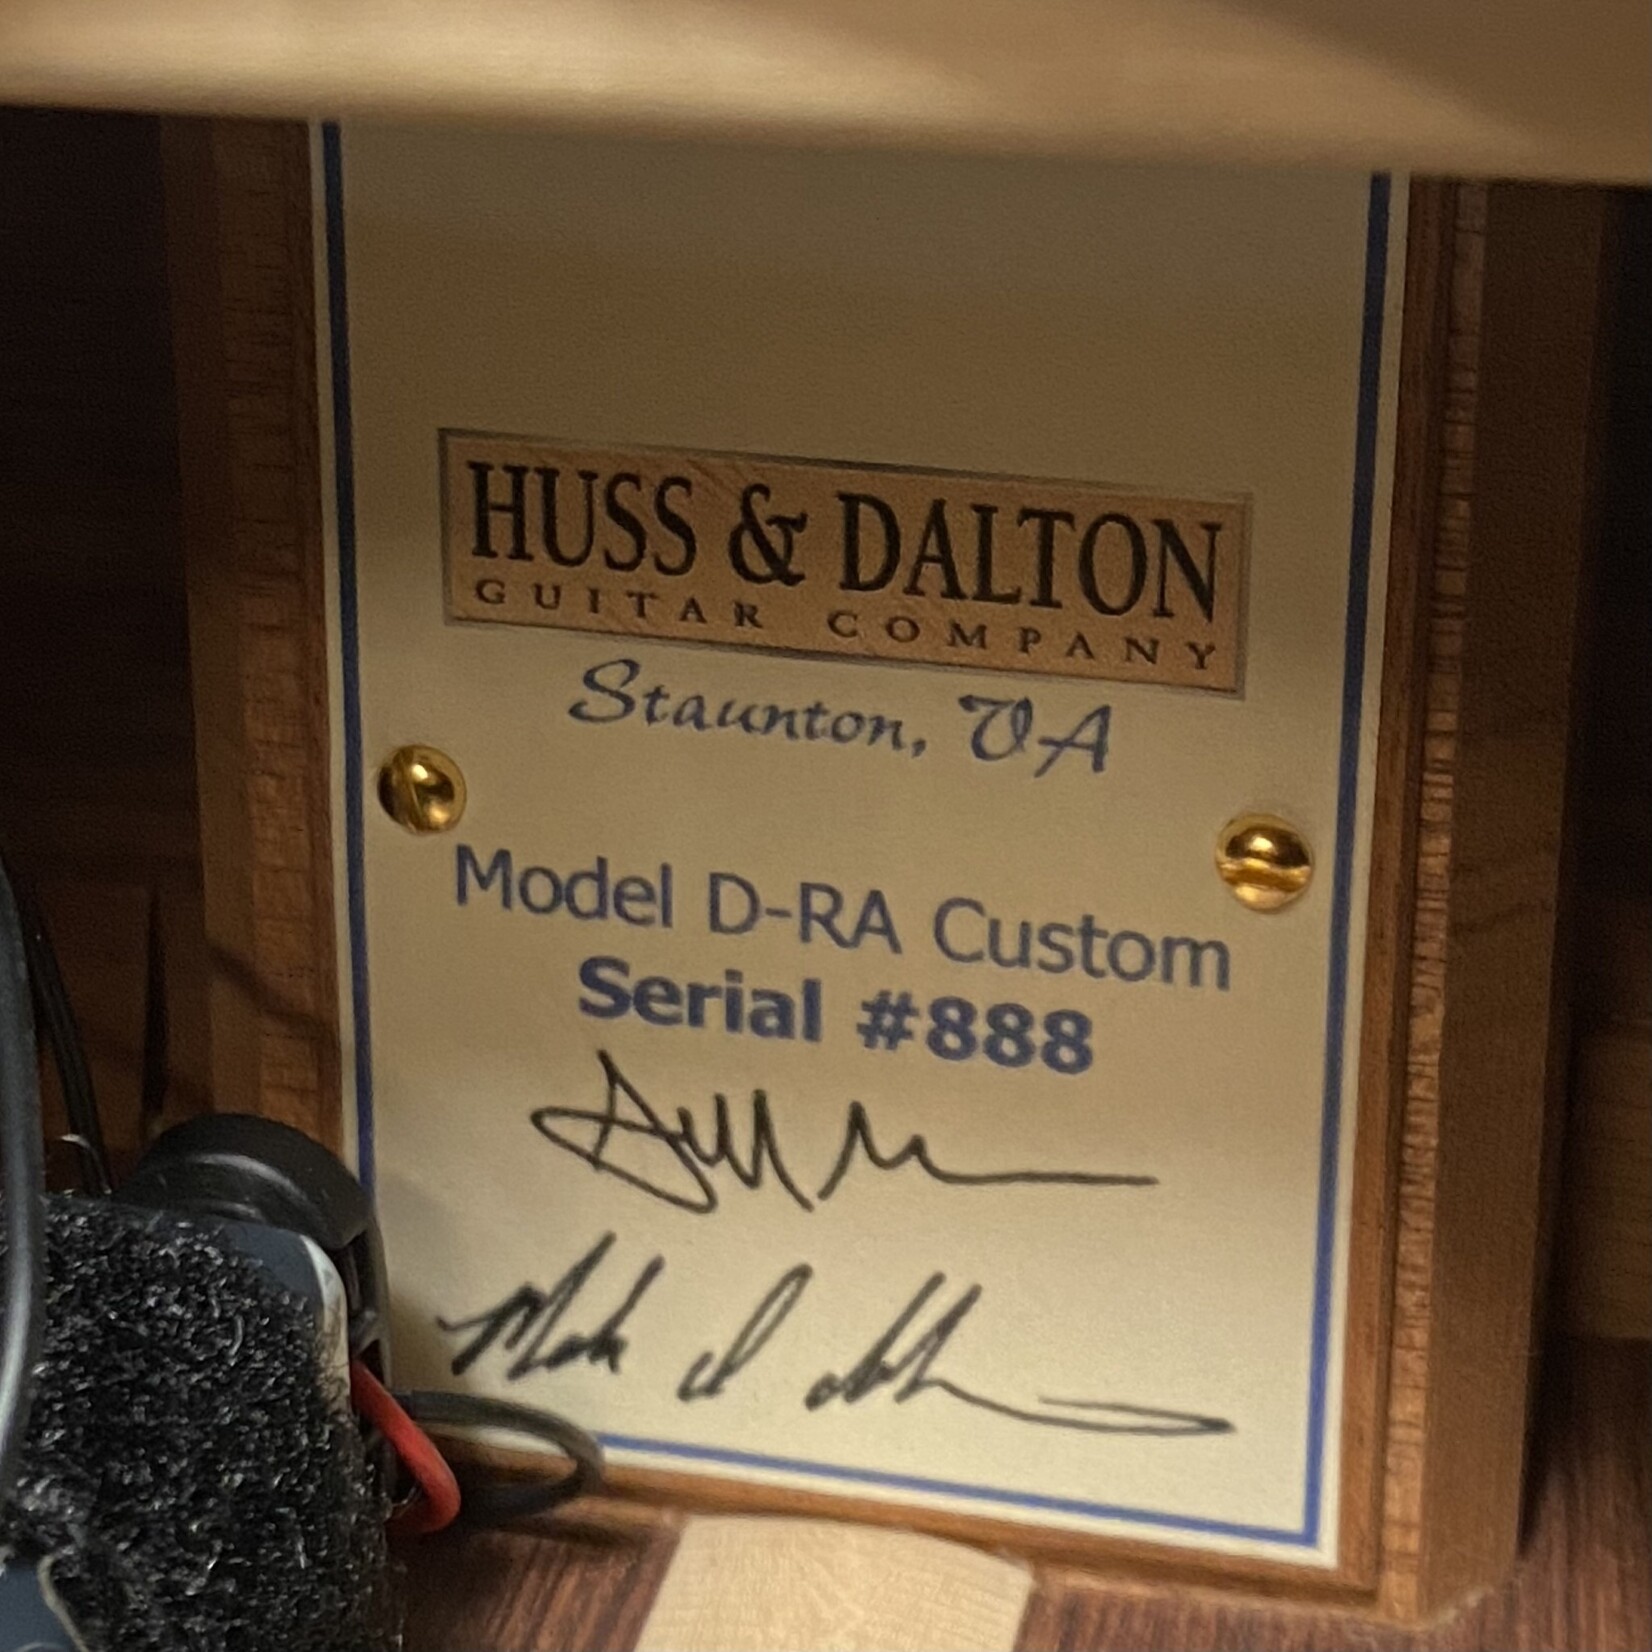 HUSS & DALTON
GUITAR COMPANY
Staunton, VA
Model D-RA Custom
Serial #888